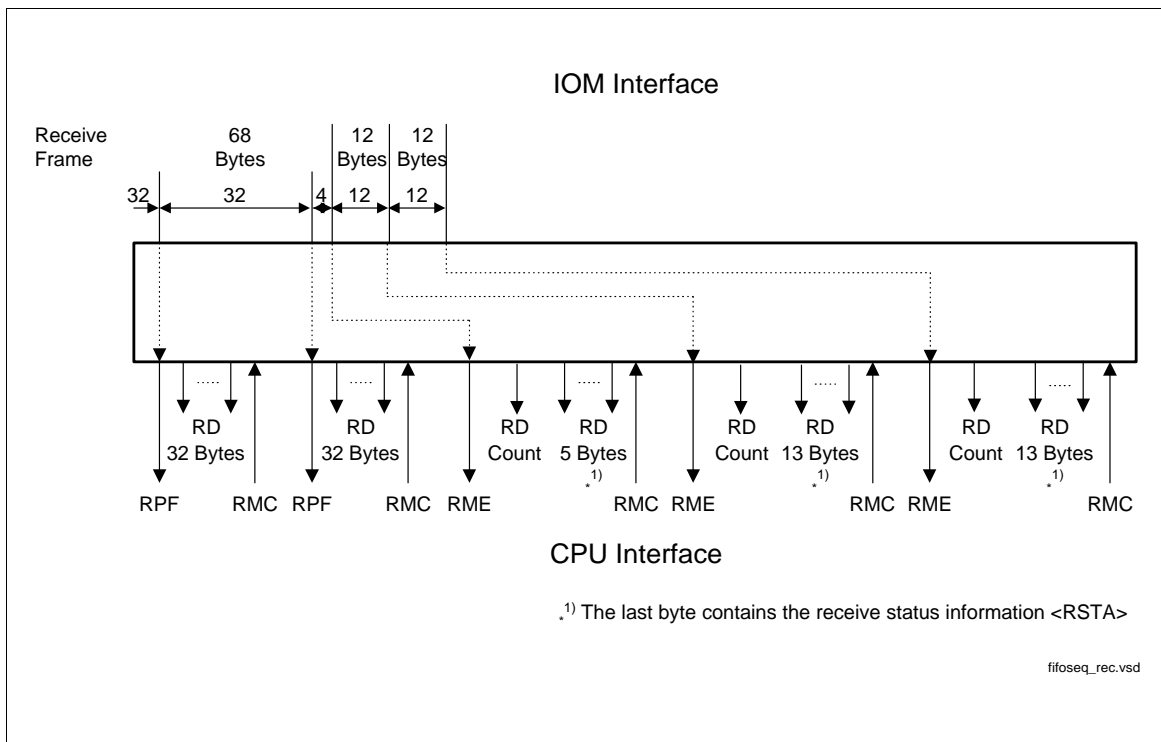 IOM Interface
Receive
Frame
68
Bytes
12
Bytes
12
Bytes
32
32
4
12
12
.....
.....
.....
.....
.....
RD
32 Bytes
RD
32 Bytes
RD
Count
RD
5 Bytes
*1)
RD
Count
RD
13 Bytes
*1)
RD
Count
RD
13 Bytes
*1)
RPF
RMC
RPF
RMC
RME
RMC
RME
RMC
RME
RMC
CPU Interface
*1) The last byte contains the receive status information <RSTA>
fifoseq_rec.vsd